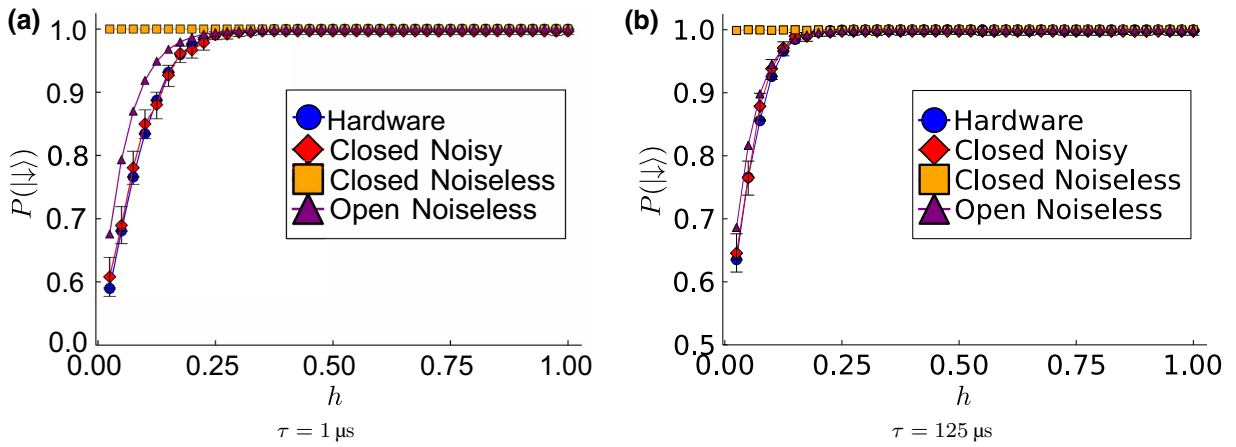 (a)
1.0
0.9
0.8
0.7
0.6
0.0
P(|↓⟩)
Hardware
Closed Noisy
Closed Noiseless
Open Noiseless
0.00 0.25 0.50 0.75 1.00
h
τ = 1 µs
(b)
1.0
0.9
0.8
0.7
0.6
0.5
P(|↓⟩)
Hardware
Closed Noisy
Closed Noiseless
Open Noiseless
0.00 0.25 0.50 0.75 1.00
h
τ = 125 µs